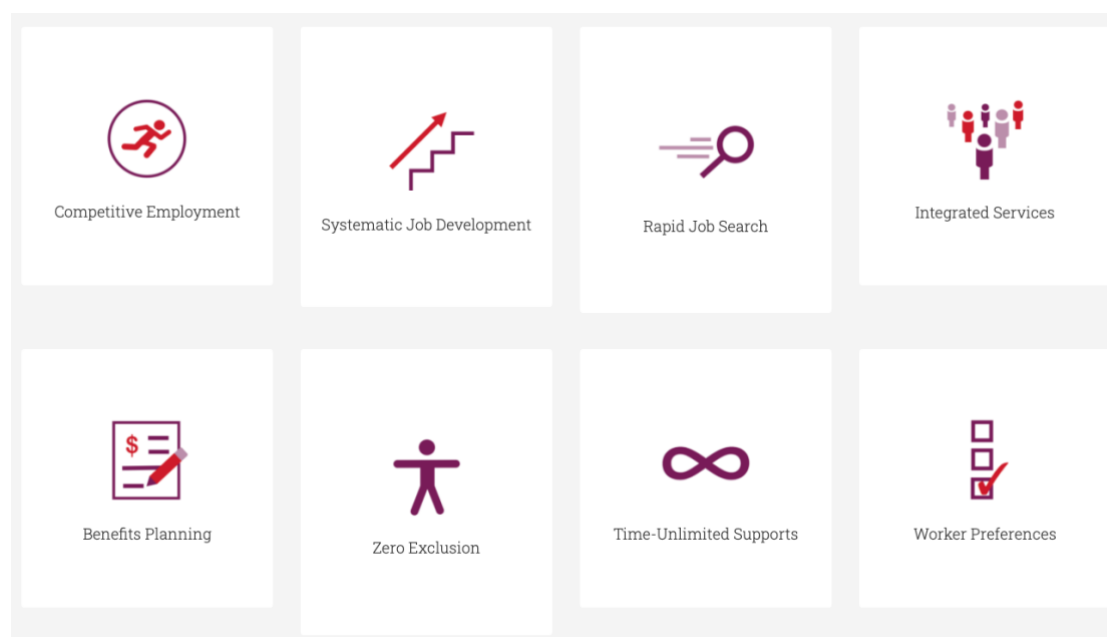 Competitive Employment
Systematic Job Development
Rapid Job Search
Integrated Services
$
Benefits Planning
Zero Exclusion
Time-Unlimited Supports
Worker Preferences